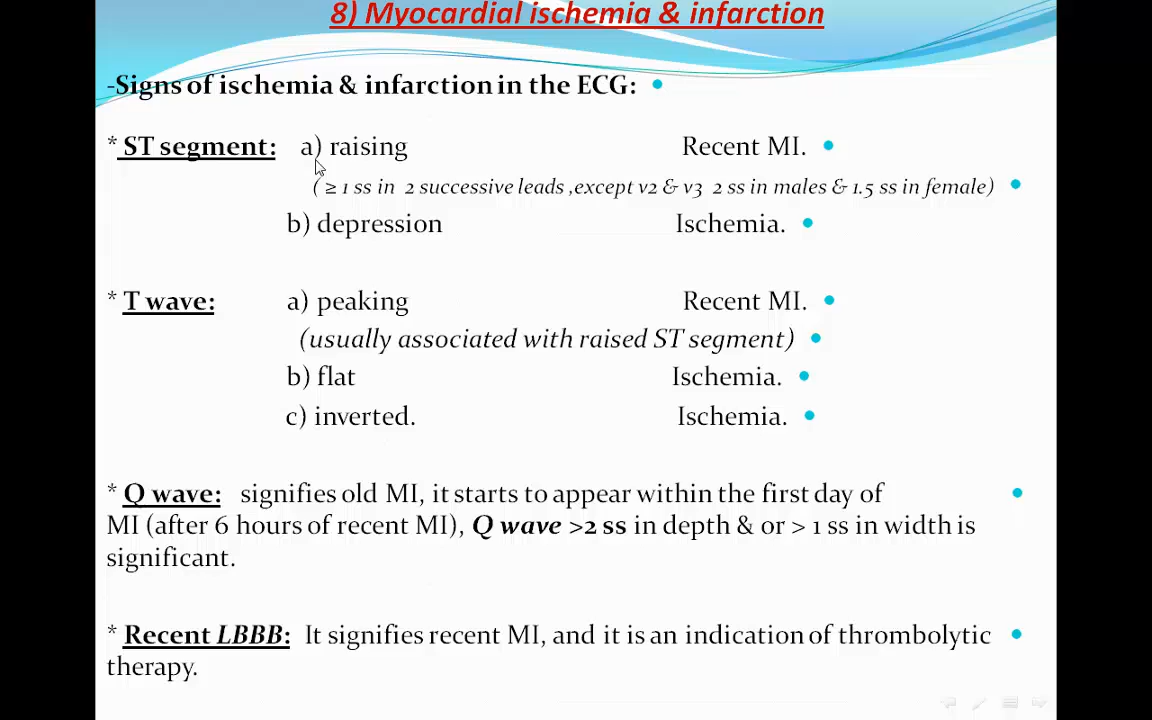 8) Myocardial ischemia & infarction
-Signs of ischemia & infarction in the ECG:
* ST segment: a) raising Recent MI.
( ≥ 1 ss in 2 successive leads ,except v2 & v3 2 ss in males & 1.5 ss in female)
b) depression Ischemia.
* T wave: a) peaking Recent MI.
(usually associated with raised ST segment)
b) flat Ischemia.
c) inverted. Ischemia.
* Q wave: signifies old MI, it starts to appear within the first day of
MI (after 6 hours of recent MI), Q wave >2 ss in depth & or > 1 ss in width is
significant.
* Recent LBBB: It signifies recent MI, and it is an indication of thrombolytic
therapy.